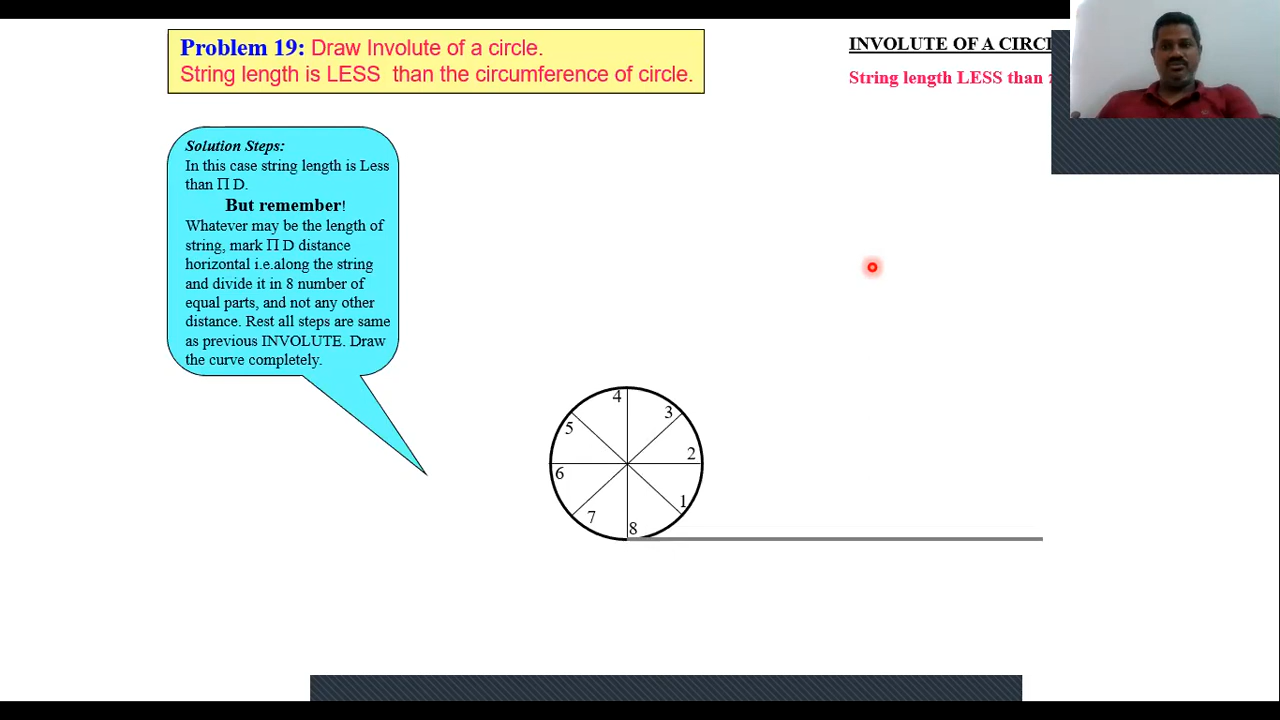 Problem 19: Draw Involute of a circle.
String length is LESS  than the circumference of circle.
INVOLUTE OF A
String length LESS than
Solution Steps:
In this case string length is Less
than Π D.
But remember!
Whatever may be the length of
string, mark Π D distance
horizontal i.e.along the string
and divide it in 8 number of
equal parts, and not any other
distance. Rest all steps are same
as previous INVOLUTE. Draw
the curve completely.
4
3
5
2
6
1
7
8